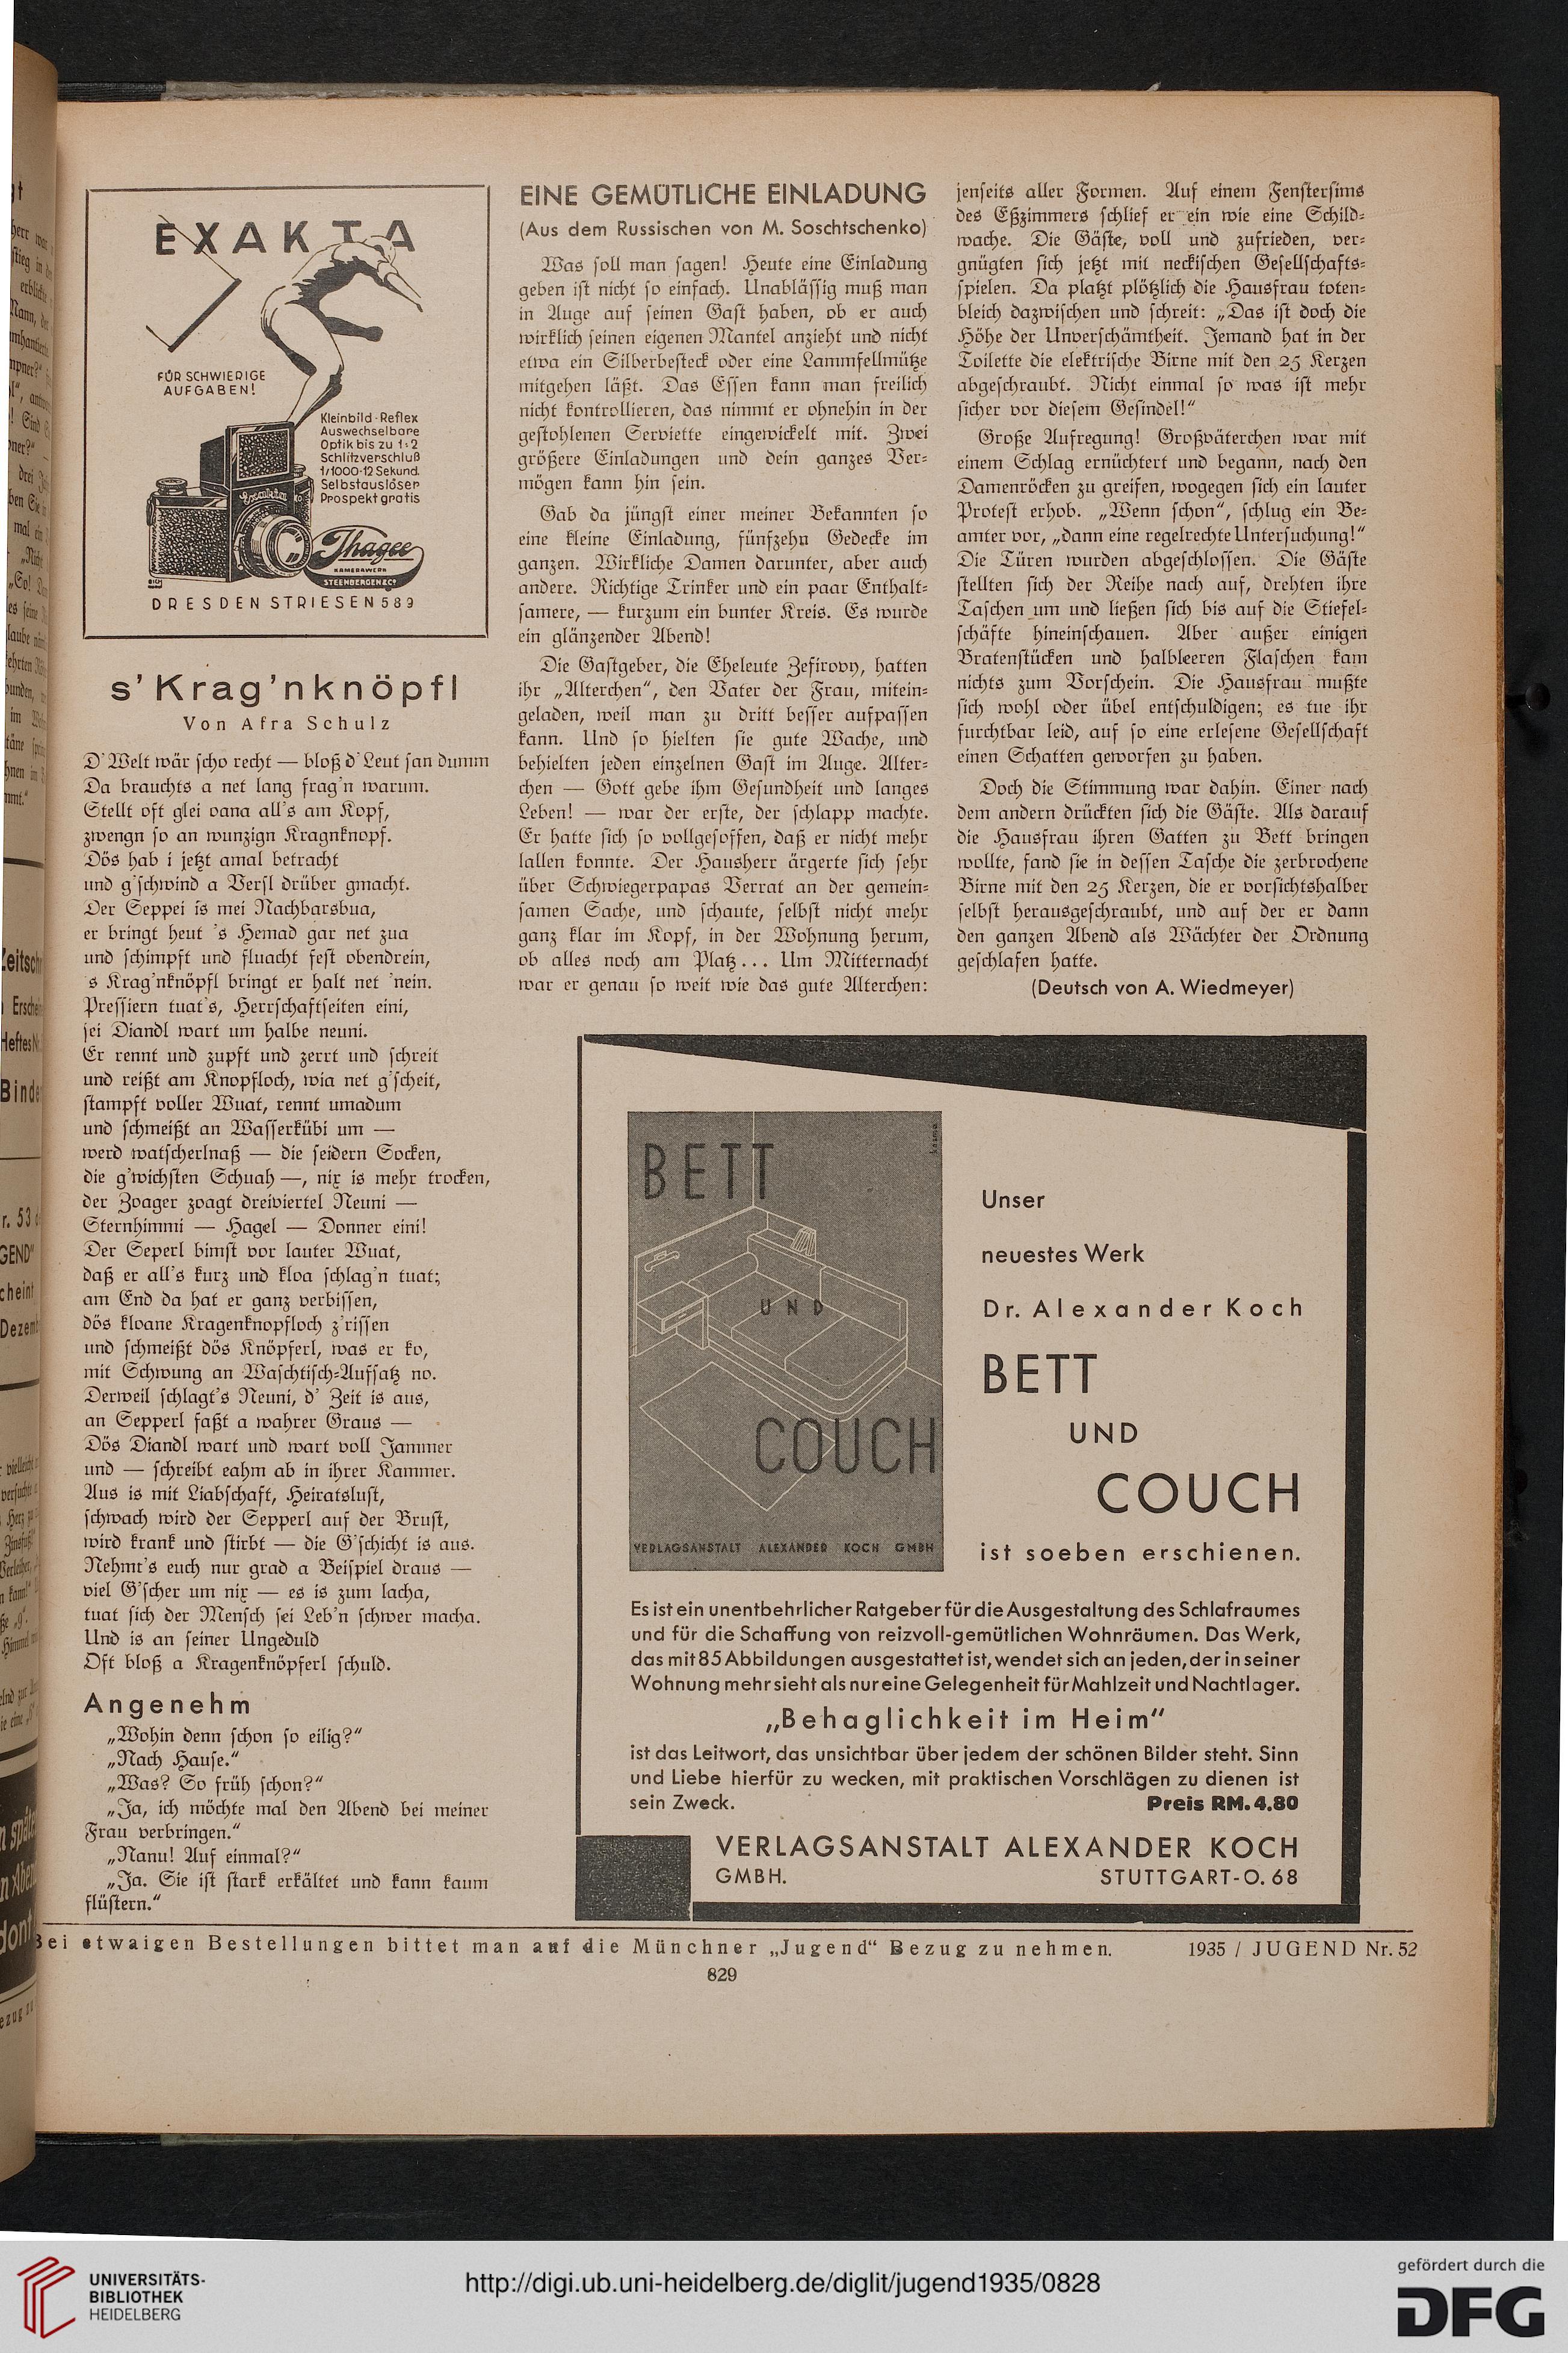 EXAKTA
FÜR SCHWIERIGE
AUFGABEN!
Kleinbild-Reflex
Auswechselbare
Optik bis zu 1:2
Schlitzverschluß
1/1000-12 Sekund.
Selbstauslöser
Prospekt gratis
Ihagee
KAMERAWERK
STEENBERGEN & CO
DRESDEN STRIESEN 589
s'Krag'nknöpfl
Von Afra Schulz
D' Welt wär scho recht — bloß d' Leut san dumm
Da brauchts a net lang frag'n warum.
Stellt oft glei oana all's am Kopf,
zwengn so an wunzign Kragnknopf.
Dös hab i jetzt amal betracht
und g'schwind a Versl drüber gmacht.
Der Seppei is mei Nachbarsbua,
er bringt heut 's Hemad gar net zua
und schimpft und fluacht fest obendrein,
's Krag'nknöpfl bringt er halt net 'nein.
Pressiern tuat's, Herrschaftseiten eini,
sei Diandl wart um halbe neuni.
Er rennt und zupft und zerrt und schreit
und reißt am Knopfloch, wia net g'scheit,
stampft voller Wuat, rennt umadum
und schmeißt an Wasserkübi um —
werd watscherlnaß — die seidern Socken,
die g'wichsten Schuah —, nix is mehr trocken,
der Zoager zoagt dreiviertel Neuni —
Sternhimmi — Hagel — Donner eini!
Der Seperl bimst vor lauter Wuat,
daß er all's kurz und kloa schlag'n tuat;
am End da hat er ganz verbissen,
dös kloane Kragenknopfloch z'rissen
und schmeißt dös Knöpferl, was er ko,
mit Schwung an Waschtisch-Aufsatz no.
Derweil schlagt's Neuni, d' Zeit is aus,
an Sepperl faßt a wahrer Graus —
Dös Diandl wart und wart voll Jammer
und — schreibt eahm ab in ihrer Kammer.
Aus is mit Liabschaft, Heiratslust,
schwach wird der Sepperl auf der Brust,
wird krank und stirbt — die G'schicht is aus.
Nehmt's euch nur grad a Beispiel draus —
viel G'scher um nix — es is zum lacha,
tuat sich der Mensch sei Leb'n schwer macha.
Und is an seiner Ungeduld
Oft bloß a Kragenknöpferl schuld.
Angenehm
„Wohin denn schon so eilig?“
„Nach Hause.“
„Was? So früh schon?“
„Ja, ich möchte mal den Abend bei meiner
Frau verbringen.“
„Nanu! Auf einmal?“
„Ja. Sie ist stark erkältet und kann kaum
flüstern.“
EINE GEMÜTLICHE EINLADUNG
(Aus dem Russischen von M. Soschtschenko)
Was soll man sagen! Heute eine Einladung
geben ist nicht so einfach. Unablässig muß man
in Auge auf seinen Gast haben, ob er auch
wirklich seinen eigenen Mantel anzieht und nicht
etwa ein Silberbesteck oder eine Lammfellmütze
mitgehen läßt. Das Essen kann man freilich
nicht kontrollieren, das nimmt er ohnehin in der
gestohlenen Serviette eingewickelt mit. Zwei
größere Einladungen und dein ganzes Ver-
mögen kann hin sein.
Gab da jüngst einer meiner Bekannten so
eine kleine Einladung, fünfzehn Gedecke im
ganzen. Wirkliche Damen darunter, aber auch
andere. Richtige Trinker und ein paar Enthalt-
samere, — kurzum ein bunter Kreis. Es wurde
ein glänzender Abend!
Die Gastgeber, die Eheleute Zefirovy, hatten
ihr „Alterchen“, den Vater der Frau, mitein-
geladen, weil man zu dritt besser aufpassen
kann. Und so hielten sie gute Wache, und
behielten jeden einzelnen Gast im Auge. Alter-
chen — Gott gebe ihm Gesundheit und langes
Leben! — war der erste, der schlapp machte.
Er hatte sich so vollgesoffen, daß er nicht mehr
lallen konnte. Der Hausherr ärgerte sich sehr
über Schwiegerpapas Verrat an der gemein-
samen Sache, und schaute, selbst nicht mehr
ganz klar im Kopf, in der Wohnung herum,
ob alles noch am Platz... Um Mitternacht
war er genau so weit wie das gute Alterchen:
jenseits aller Formen. Auf einem Fenstersims
des Eßzimmers schlief er ein wie eine Schild-
wache. Die Gäste, voll und zufrieden, ver-
gnügten sich jetzt mit neckischen Gesellschafts-
spielen. Da platzt plötzlich die Hausfrau toten-
bleich dazwischen und schreit: „Das ist doch die
Höhe der Unverschämtheit. Jemand hat in der
Toilette die elektrische Birne mit den 25 Kerzen
abgeschraubt. Nicht einmal so was ist mehr
sicher vor diesem Gesindel!“
Große Aufregung! Großväterchen war mit
einem Schlag ernüchtert und begann, nach den
Damenröcken zu greifen, wogegen sich ein lauter
Protest erhob. „Wenn schon“, schlug ein Be-
amter vor, „dann eine regelrechte Untersuchung!“
Die Türen wurden abgeschlossen. Die Gäste
stellten sich der Reihe nach auf, drehten ihre
Taschen um und ließen sich bis auf die Stiefel-
schäfte hineinschauen. Aber außer einigen
Bratenstücken und halbleeren Flaschen kam
nichts zum Vorschein. Die Hausfrau mußte
sich wohl oder übel entschuldigen; es tue ihr
furchtbar leid, auf so eine erlesene Gesellschaft
einen Schatten geworfen zu haben.
Doch die Stimmung war dahin. Einer nach
dem andern drückten sich die Gäste. Als darauf
die Hausfrau ihren Gatten zu Bett bringen
wollte, fand sie in dessen Tasche die zerbrochene
Birne mit den 25 Kerzen, die er vorsichtshalber
selbst herausgeschraubt, und auf der er dann
den ganzen Abend als Wächter der Ordnung
geschlafen hatte.
(Deutsch von A. Wiedmeyer)
BETT
UND
COUCH
VERLAGSANSTALT ALEXANDER KOCH GMBH
Unser
neuestes Werk
Dr. Alexander Koch
BETT
UND
COUCH
ist soeben erschienen.
Es ist ein unentbehrlicher Ratgeber für die Ausgestaltung des Schlafraumes
und für die Schaffung von reizvoll-gemütlichen Wohnräumen. Das Werk,
das mit 85 Abbildungen ausgestattet ist, wendet sich an jeden, der in seiner
Wohnung mehr sieht als nur eine Gelegenheit für Mahlzeit und Nachtlager.
„Behaglichkeit im Heim“
ist das Leitwort, das unsichtbar über jedem der schönen Bilder steht. Sinn
und Liebe hierfür zu wecken, mit praktischen Vorschlägen zu dienen ist
sein Zweck. Preis RM. 4.80
VERLAGSANSTALT ALEXANDER KOCH
GMBH. STUTTGART-O. 68
Bei etwaigen Bestellungen bittet man auf die Münchner „Jugend“ Bezug zu nehmen. 1935 / JUGEND Nr. 52
829
UNIVERSITÄTS-
BIBLIOTHEK
HEIDELBERG
http://digi.ub.uni-heidelberg.de/diglit/jugend1935/0828
gefördert durch die
DFG